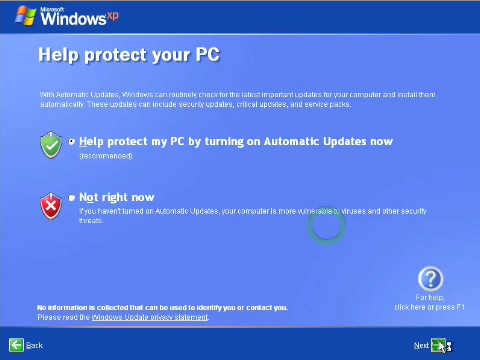 Microsoft
Windows xp
Help protect your PC
With Automatic Updates, Windows can routinely check for the latest important updates for your computer and install them
automatically. These updates can include security updates, critical updates, and service packs.
Help protect my PC by turning on Automatic Updates now
(recommended)
Not right now
If you haven't turned on Automatic Updates, your computer is more vulnerable to viruses and other security
threats.
For help,
click here or press F1.
No information is collected that can be used to identify you or contact you.
Please read the Windows Update privacy statement.
Back
Next